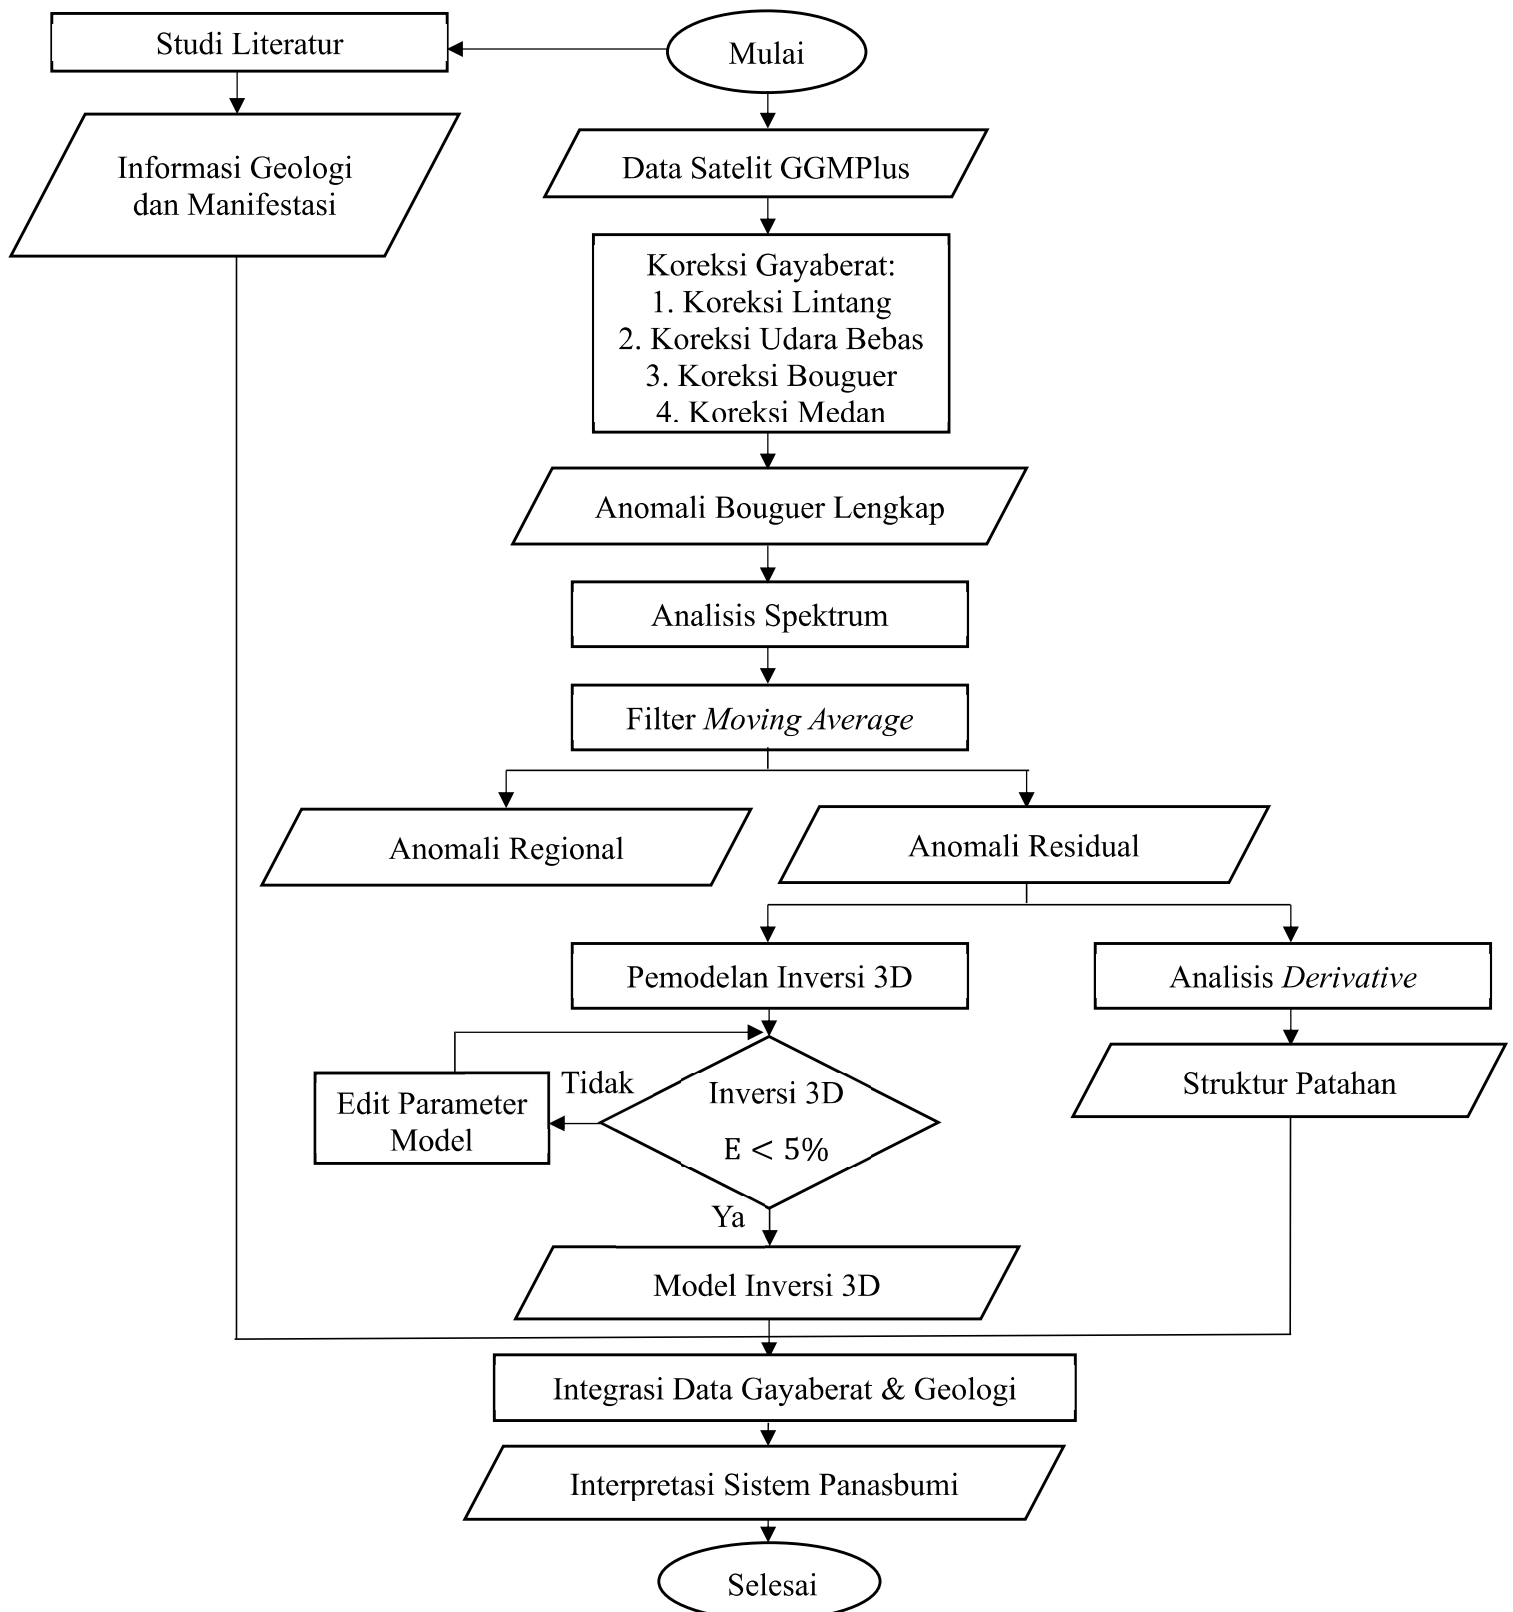 Studi Literatur
Mulai
Informasi Geologi
dan Manifestasi
Data Satelit GGMPlus
Koreksi Gayaberat:
1. Koreksi Lintang
2. Koreksi Udara Bebas
3. Koreksi Bouguer
4. Koreksi Medan
Anomali Bouguer Lengkap
Analisis Spektrum
Filter Moving Average
Anomali Regional
Anomali Residual
Pemodelan Inversi 3D
Analisis Derivative
Tidak
Edit Parameter
Model
Inversi 3D
E < 5%
Struktur Patahan
Ya
Model Inversi 3D
Integrasi Data Gayaberat & Geologi
Interpretasi Sistem Panasbumi
Selesai